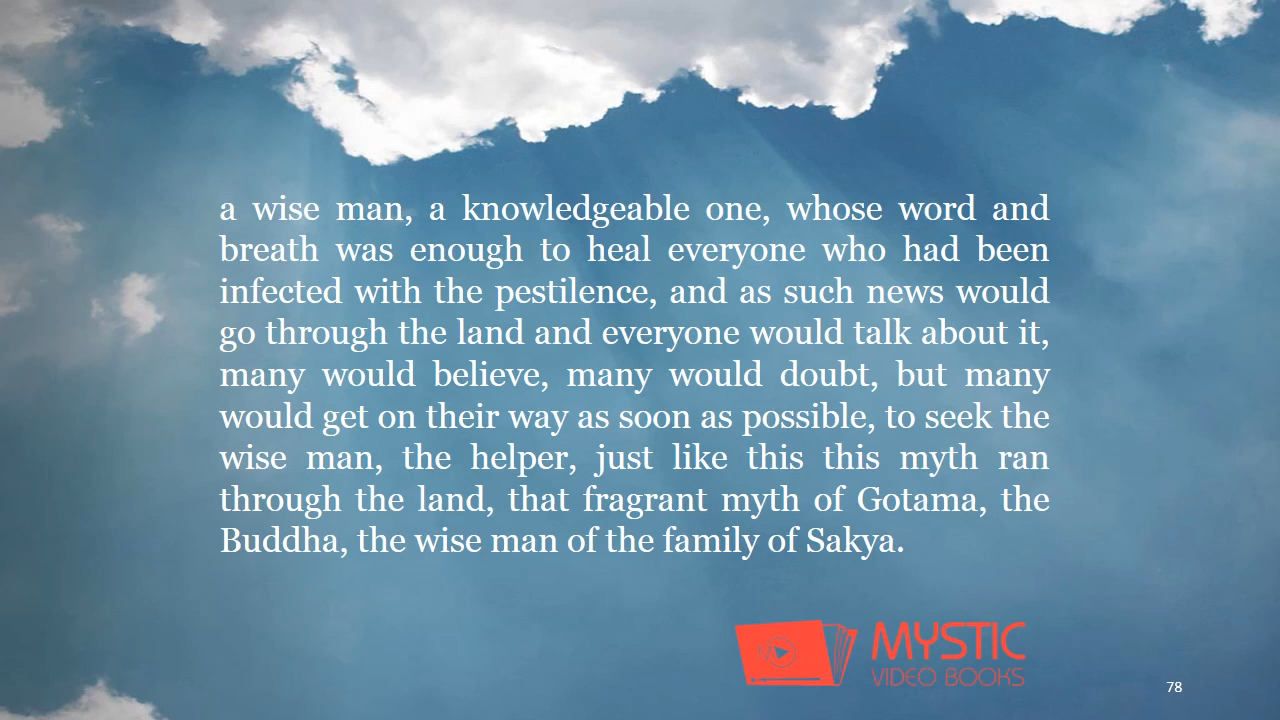 a wise man, a knowledgeable one, whose word and
breath was enough to heal everyone who had been
infected with the pestilence, and as such news would
go through the land and everyone would talk about it,
many would believe, many would doubt, but many
would get on their way as soon as possible, to seek the
wise man, the helper, just like this this myth ran
through the land, that fragrant myth of Gotama, the
Buddha, the wise man of the family of Sakya.
MYSTIC
VIDEO BOOKS
78